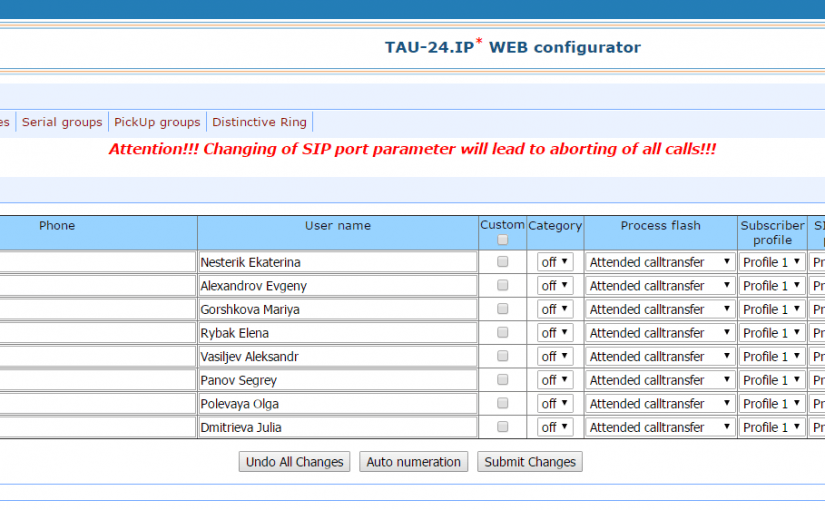 TAU-24.IP* WEB configurator
es Serial groups PickUp groups Distinctive Ring
Attention!!! Changing of SIP port parameter will lead to aborting of all calls!!!
Phone User name Custom Category Process flash Subscriber profile SI
Nesterik Ekaterina off Attended calltransfer Profile 1 Pr
Alexandrov Evgeny off Attended calltransfer Profile 1 Pr
Gorshkova Mariya off Attended calltransfer Profile 1 Pr
Rybak Elena off Attended calltransfer Profile 1 Pr
Vasiljev Aleksandr off Attended calltransfer Profile 1 Pr
Panov Segrey off Attended calltransfer Profile 1 Pr
Polevaya Olga off Attended calltransfer Profile 1 Pr
Dmitrieva Julia off Attended calltransfer Profile 1 Pr
Undo All Changes Auto numeration Submit Changes